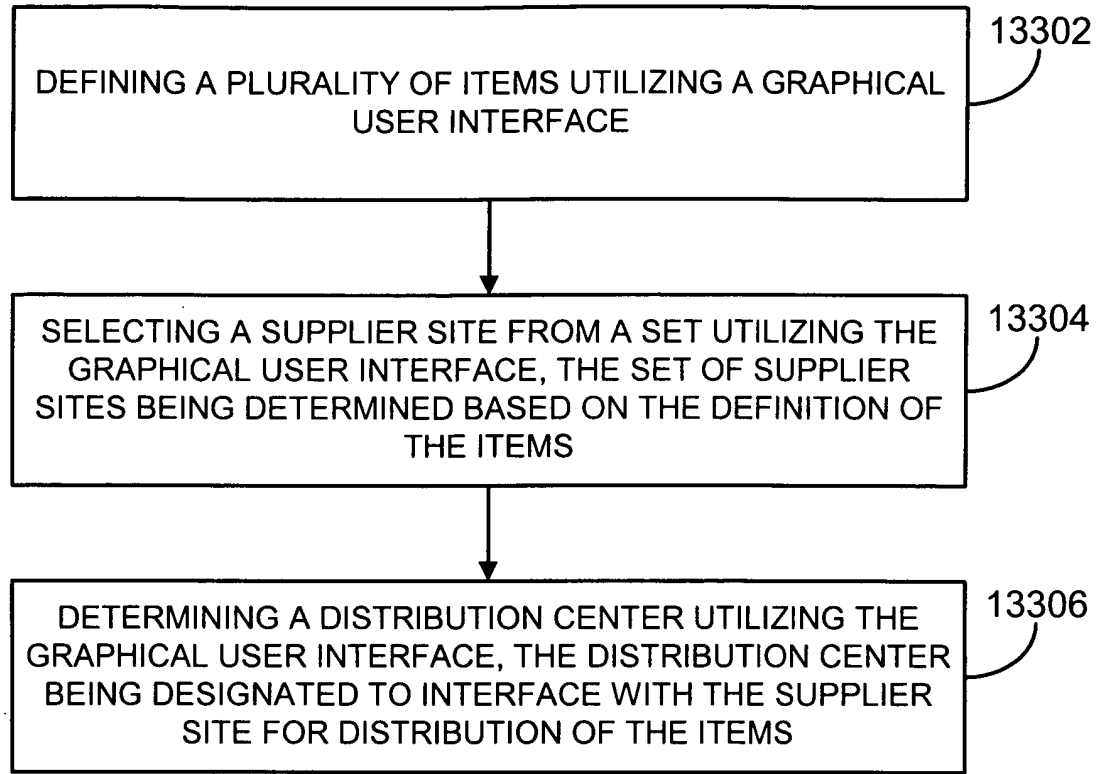 13302
DEFINING A PLURALITY OF ITEMS UTILIZING A GRAPHICAL
USER INTERFACE
13304
SELECTING A SUPPLIER SITE FROM A SET UTILIZING THE
GRAPHICAL USER INTERFACE, THE SET OF SUPPLIER
SITES BEING DETERMINED BASED ON THE DEFINITION OF
THE ITEMS
13306
DETERMINING A DISTRIBUTION CENTER UTILIZING THE
GRAPHICAL USER INTERFACE, THE DISTRIBUTION CENTER
BEING DESIGNATED TO INTERFACE WITH THE SUPPLIER
SITE FOR DISTRIBUTION OF THE ITEMS